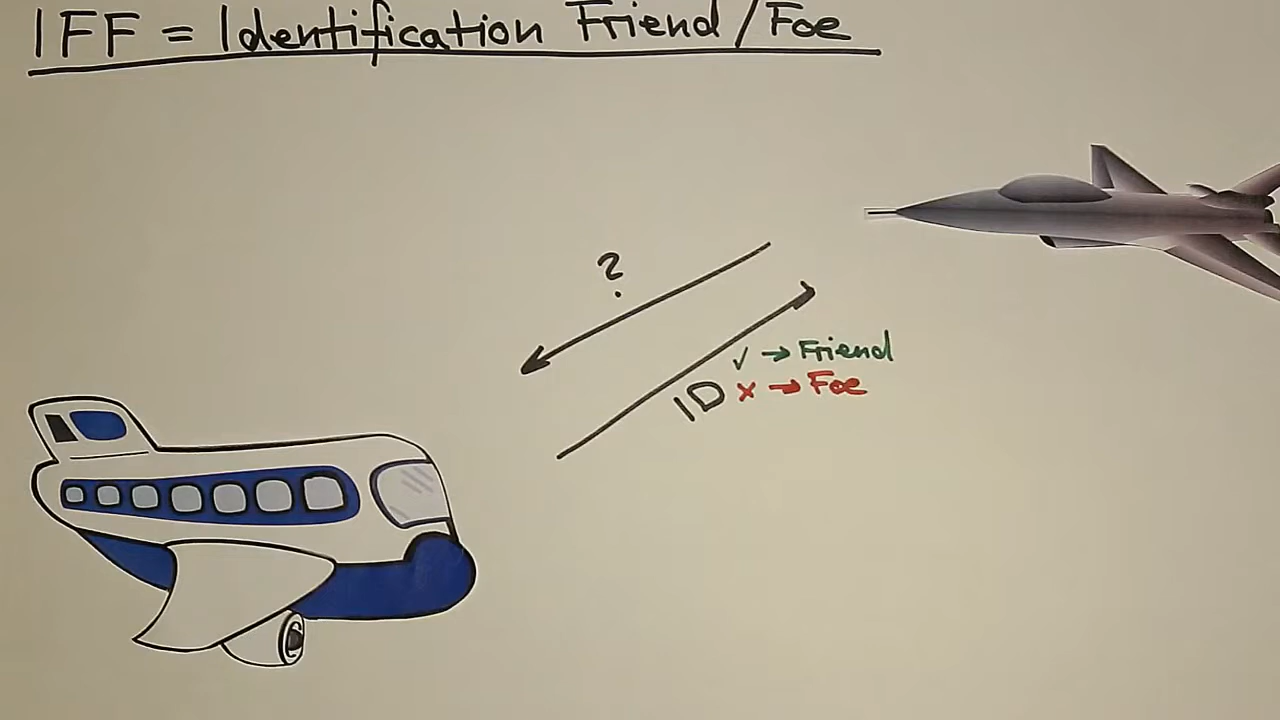 IFF = Identification Friend/Foe
?
✓ → Friend
ID x → Foe